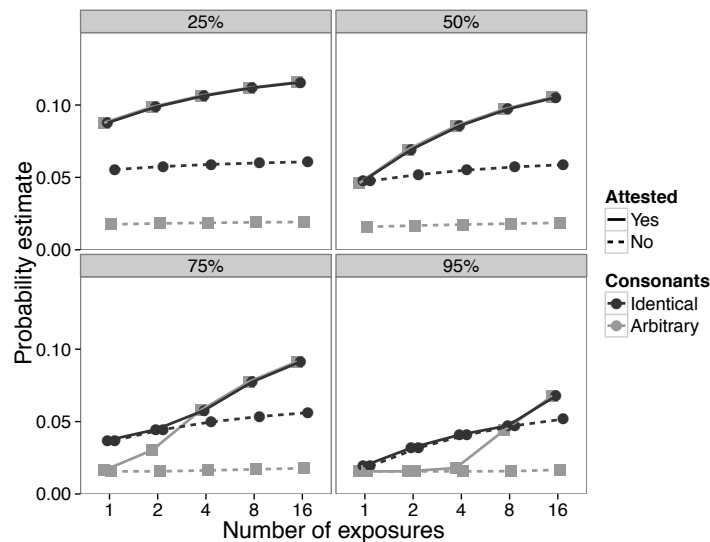 25%
50%
0.10
0.05
0.00
75%
95%
0.10
0.05
0.00
Probability estimate
1 2 4 8 16
1 2 4 8 16
Number of exposures
Attested
Yes
No
Consonants
Identical
Arbitrary